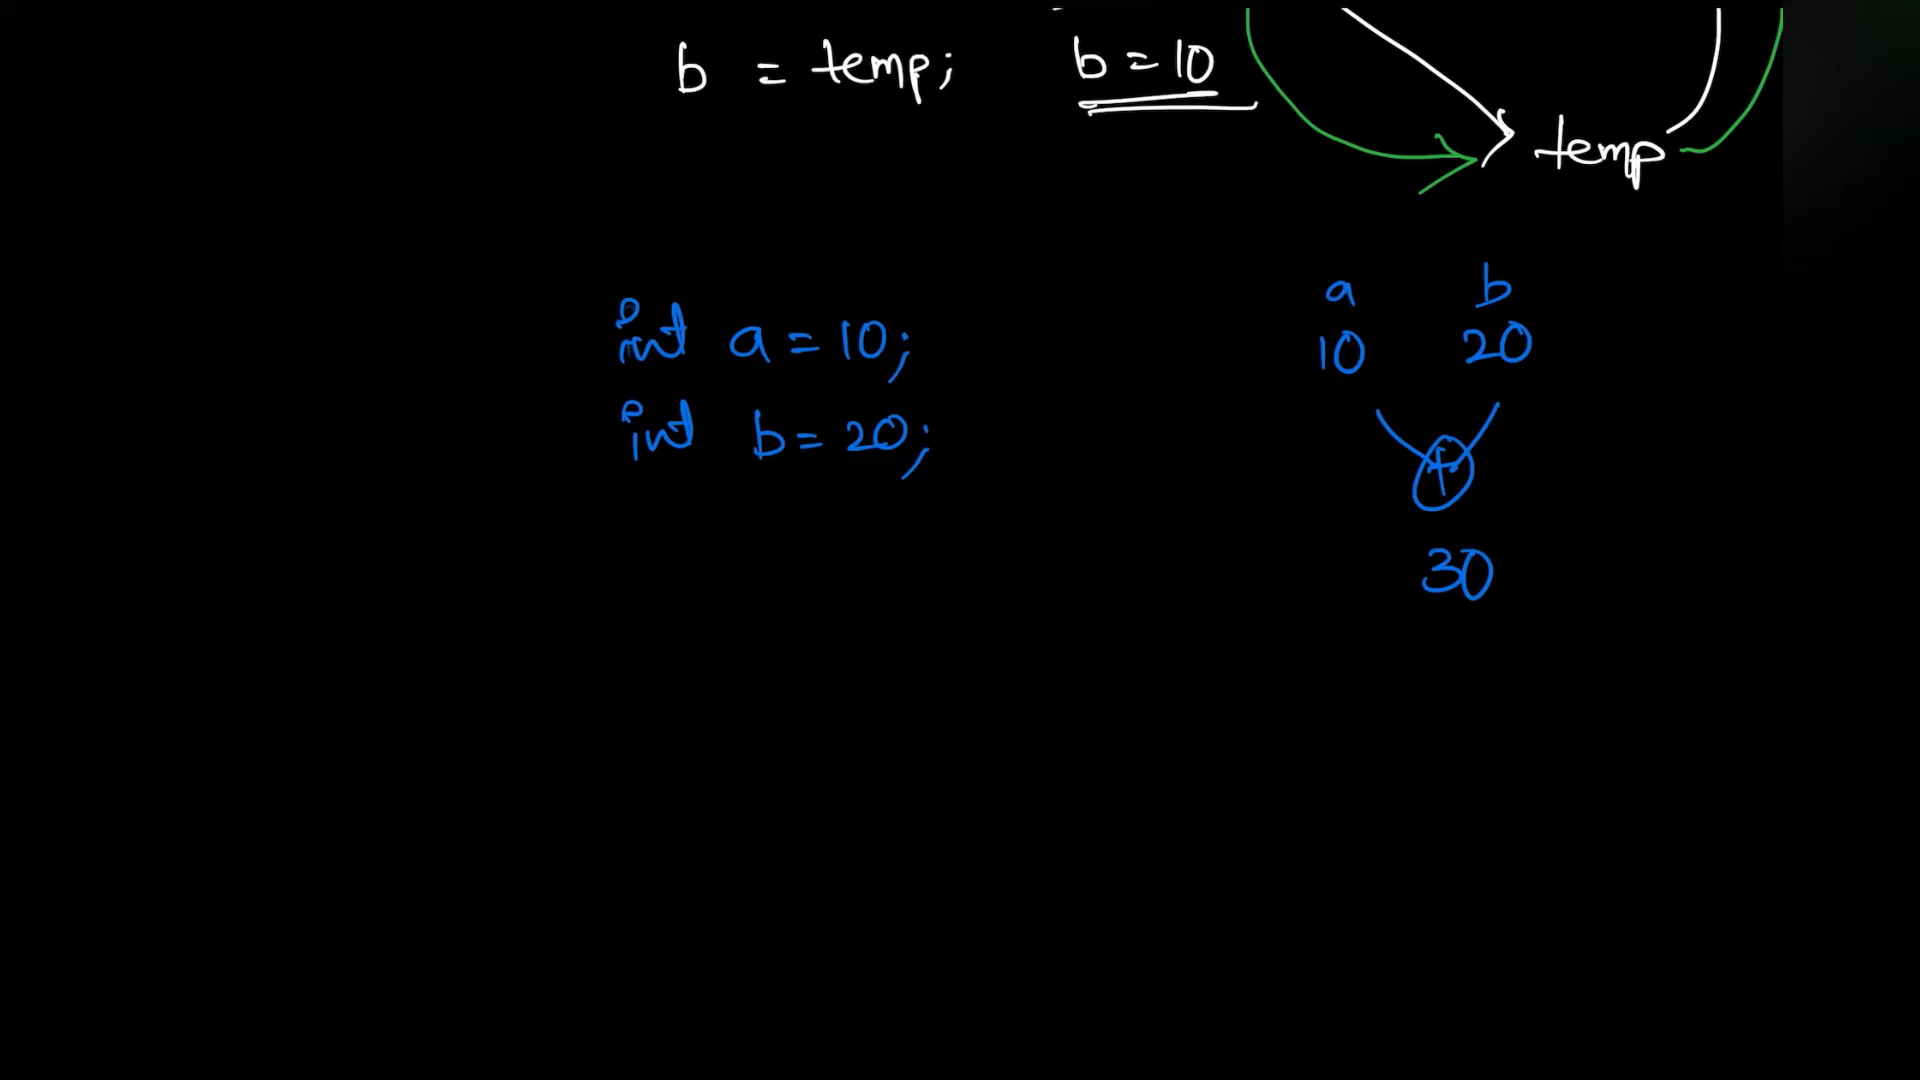 b = temp; b = 10
temp
a b
int a = 10; 10 20
int b = 20;
+
30